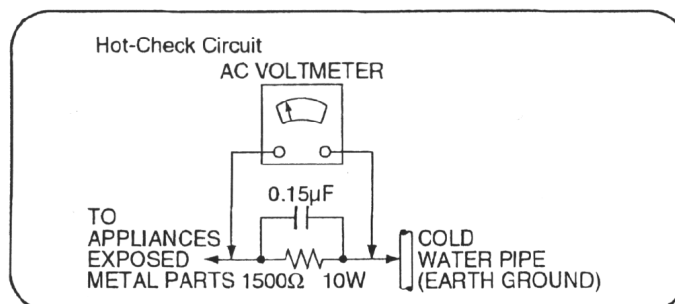 Hot-Check Circuit
AC VOLTMETER
0.15µF
TO
APPLIANCES
EXPOSED
METAL PARTS
1500Ω 10W
COLD
WATER PIPE
(EARTH GROUND)